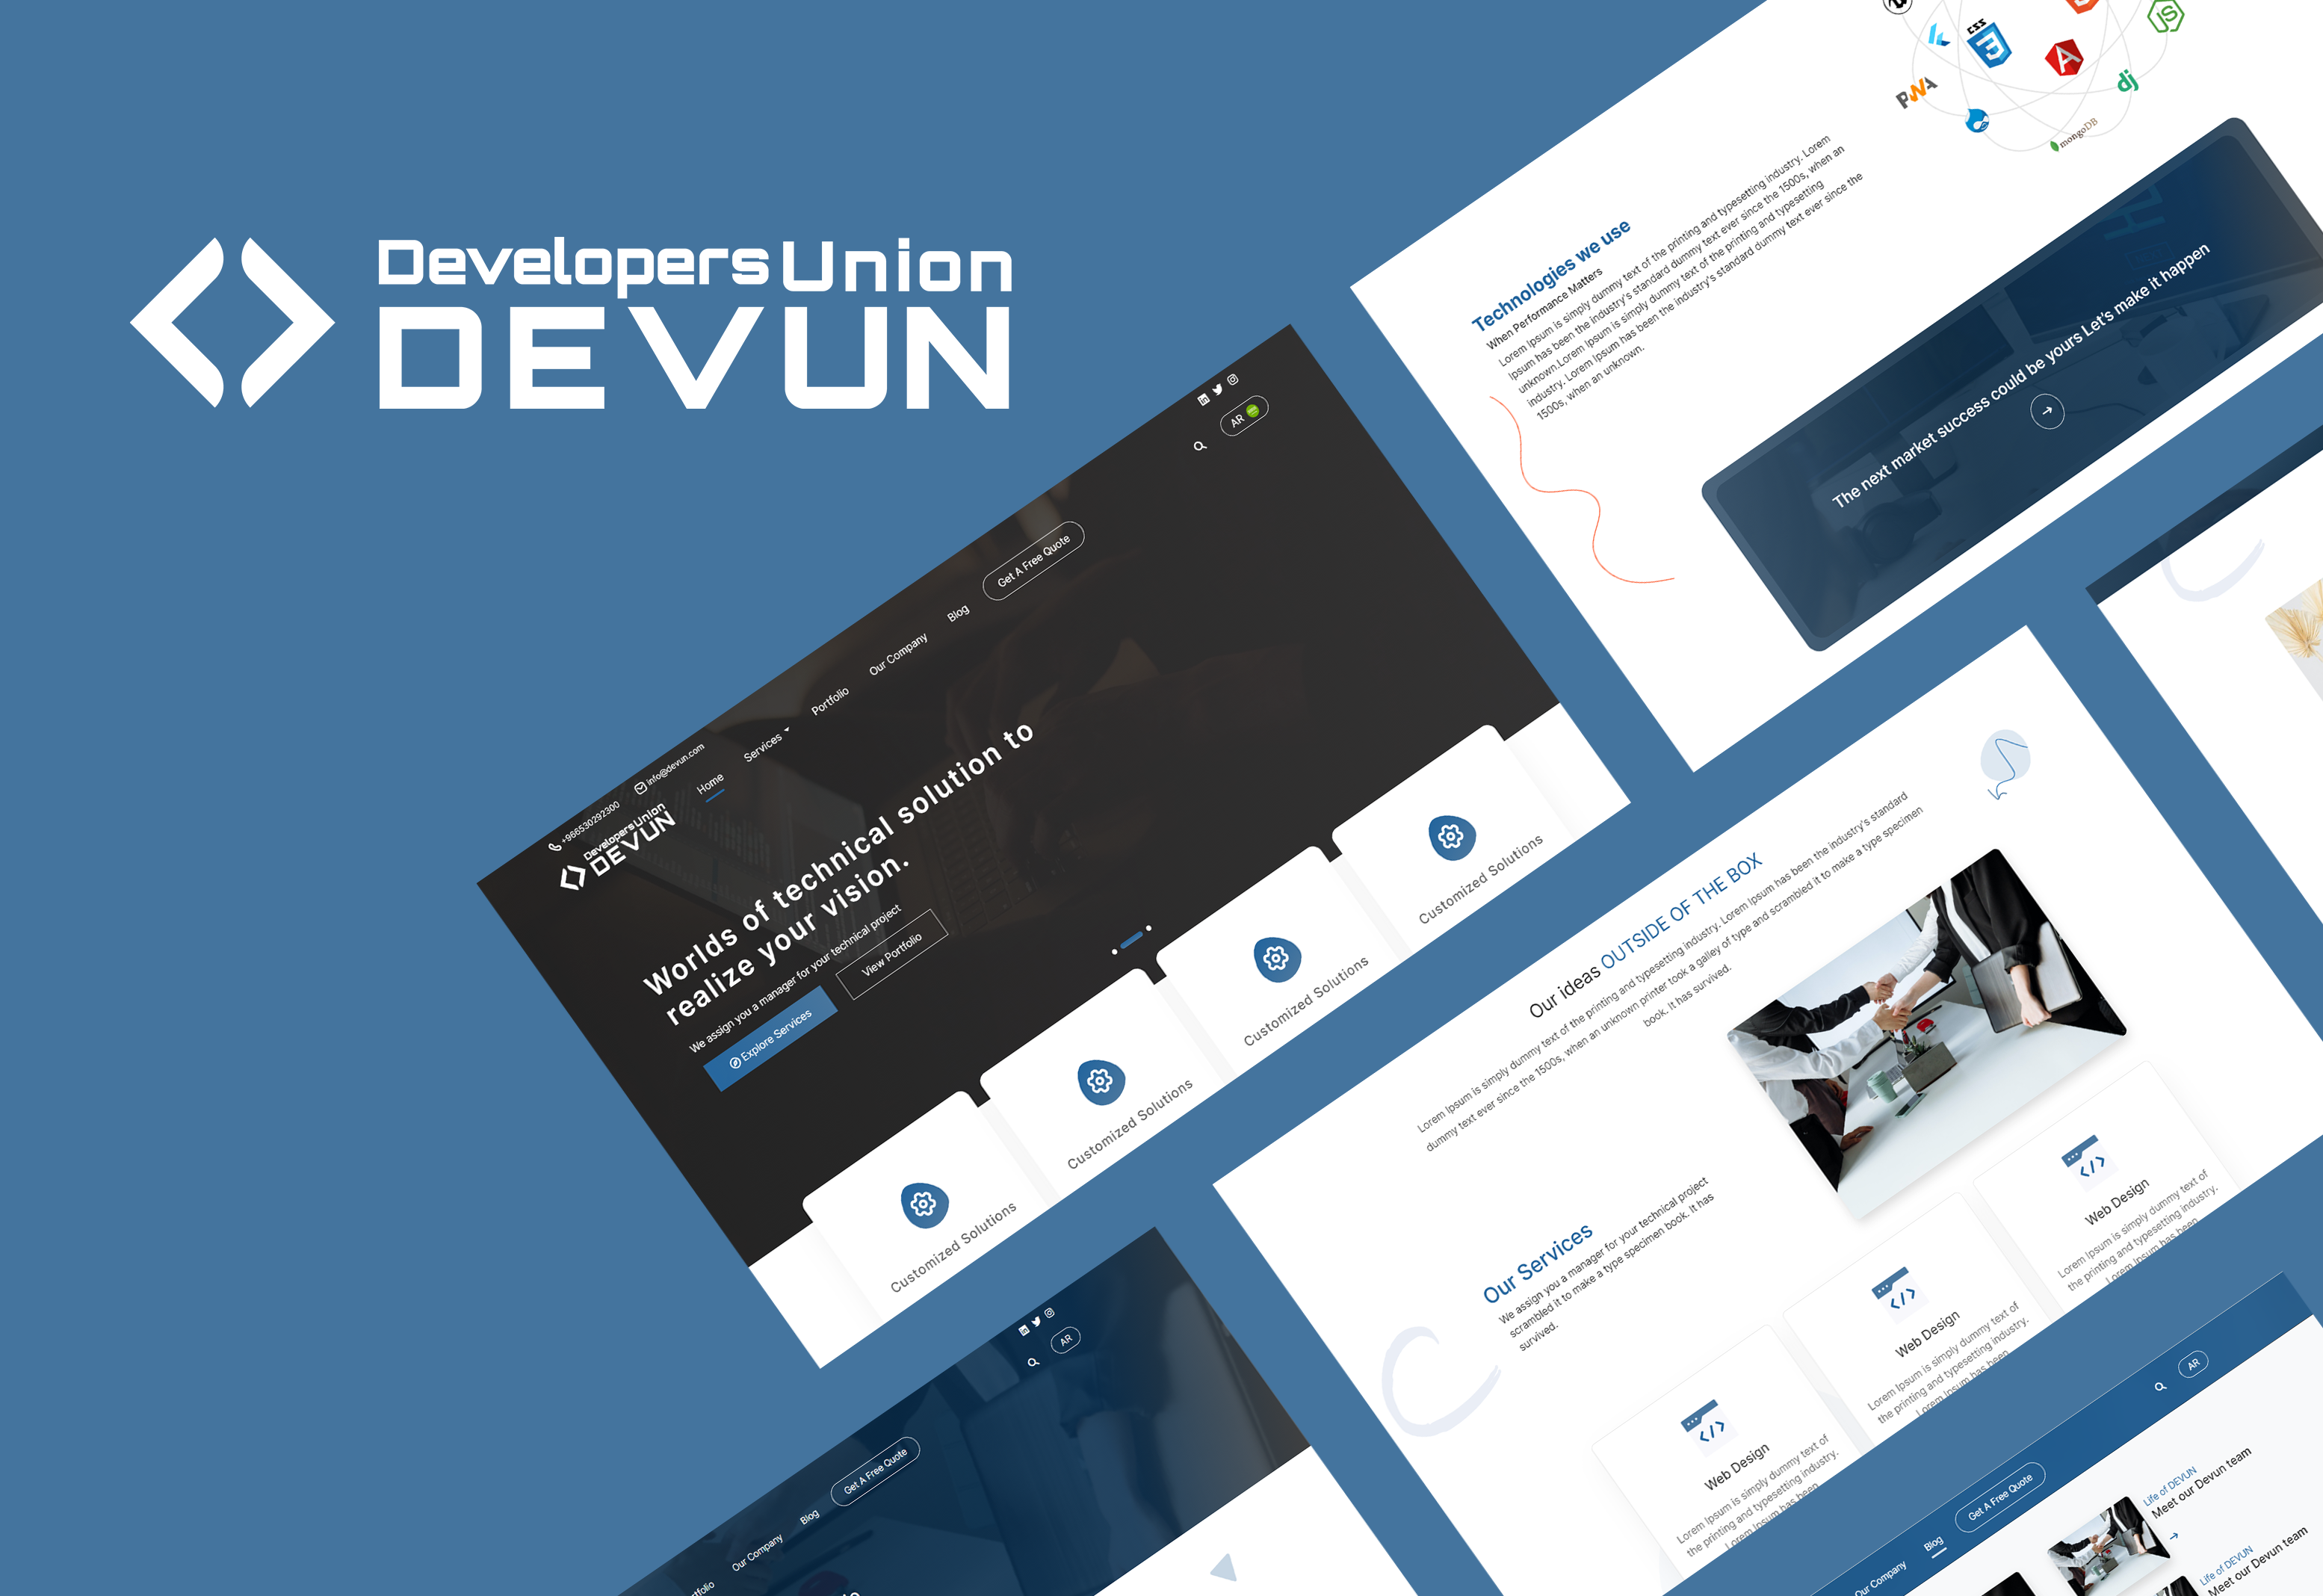 Developers Union
DEVUN
+966530292300
info@devun.com
AR
Developers Union
DEVUN
Home
Services
Portfolio
Our Company
Blog
Get A Free Quote
Worlds of technical solution to
realize your vision.
We assign you a manager for your technical project
Explore Services
View Portfolio
Customized Solutions
Customized Solutions
Customized Solutions
Customized Solutions
CSS
3
PWA
dj
JS
mongoDB
Technologies we use
When Performance Matters
Lorem Ipsum is simply dummy text of the printing and typesetting industry. Lorem
Ipsum has been the industry's standard dummy text ever since the 1500s, when an
unknown.Lorem Ipsum is simply dummy text of the printing and typesetting
industry. Lorem Ipsum has been the industry's standard dummy text ever since the
1500s, when an unknown.
The next market success could be yours Let's make it happen
Our ideas OUTSIDE OF THE BOX
Lorem Ipsum is simply dummy text of the printing and typesetting industry. Lorem Ipsum has been the industry's standard
dummy text ever since the 1500s, when an unknown printer took a galley of type and scrambled it to make a type specimen
book. It has survived.
Our Services
We assign you a manager for your technical project
scrambled it to make a type specimen book. It has
survived.
Web Design
Lorem Ipsum is simply dummy text of
the printing and typesetting industry.
Lorem Ipsum has been
Web Design
Lorem Ipsum is simply dummy text of
the printing and typesetting industry.
Lorem Ipsum has been
Web Design
Lorem Ipsum is simply dummy text of
the printing and typesetting industry.
Lorem Ipsum has been
AR
tfolio
Our Company
Blog
Get A Free Quote
Our Company
Blog
Get A Free Quote
AR
Life of DEVUN
Meet our Devun team
Life of DEVUN
Meet our Devun team